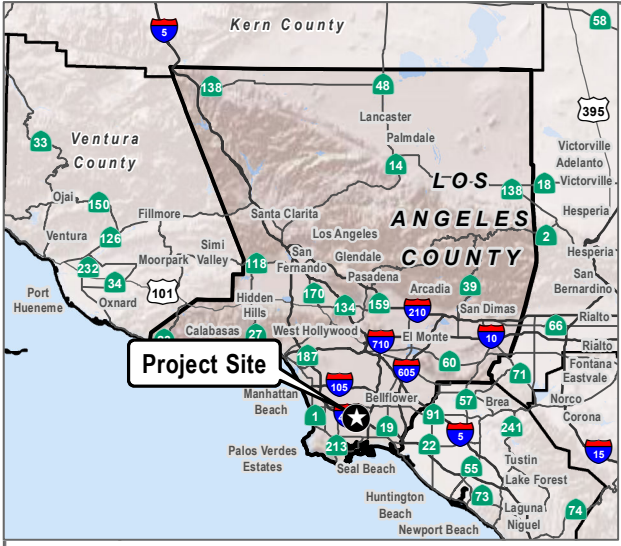 Kern County
5
58
138
48
395
Lancaster
33
Ventura
County
Palmdale
14
Victorville
Adelanto
LOS
138
18
Victorville
Ojai
150
Fillmore
Santa Clarita
ANGELES
Hesperia
Ventura
126
Los Angeles
2
Simi
Valley
San
Fernando
Glendale
COUNTY
Hesperia
232
Moorpark
118
Pasadena
San
Bernardino
34
101
170
Arcadia
39
Port
Hueneme
Oxnard
Hidden
Hills
134
159
210
San Dimas
Rialto
Calabasas
27
West Hollywood
710
El Monte
10
66
Rialto
Project Site
187
605
60
71
Fontana
Eastvale
105
Manhattan
Beach
Bellflower
57
Brea
Norco
Corona
1
19
91
5
241
15
Palos Verdes
Estates
213
22
Seal Beach
Tustin
55
Lake Forest
Huntington
Beach
73
Laguna
Niguel
74
Newport Beach